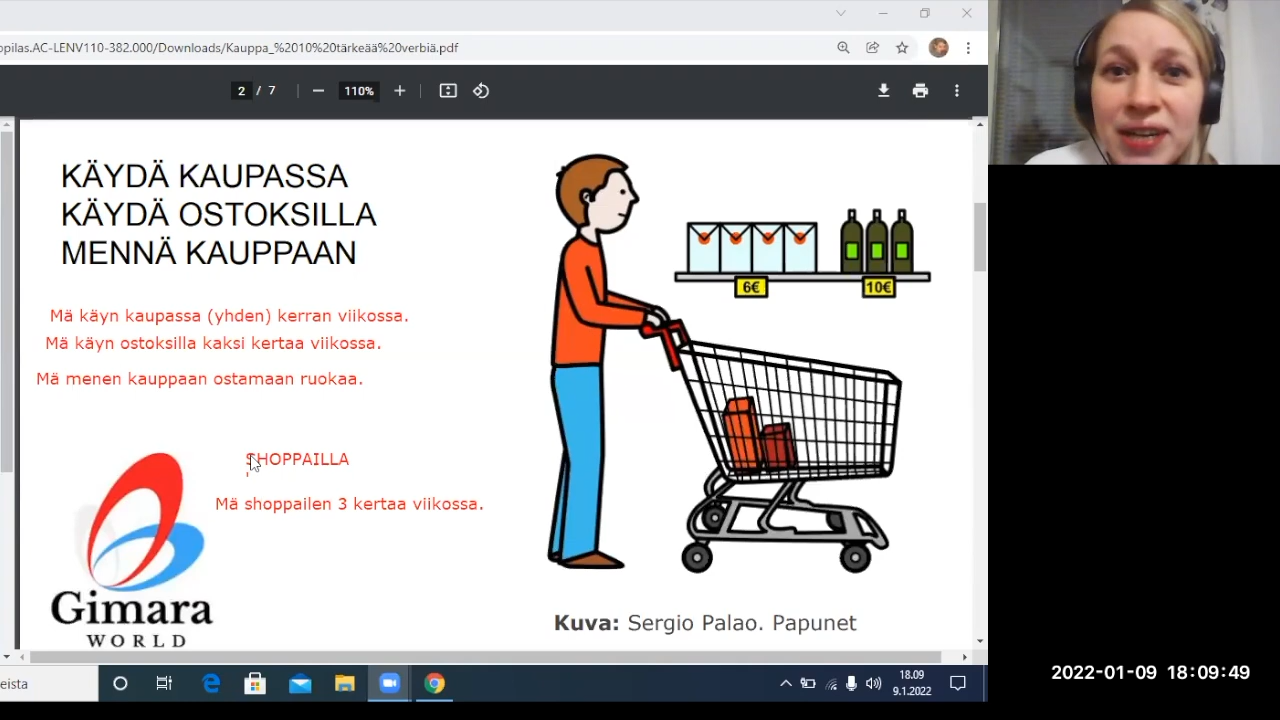 opilas.AC-LENV110-382.000/Downloads/Kauppa_%2010%20tärkeää%20verbiä.pdf
2 / 7
110%
KÄYDÄ KAUPASSA
KÄYDÄ OSTOKSILLA
MENNÄ KAUPPAAN
6€
10€
Mä käyn kaupassa (yhden) kerran viikossa.
Mä käyn ostoksilla kaksi kertaa viikossa.
Mä menen kauppaan ostamaan ruokaa.
SHOPPAILLA
Mä shoppailen 3 kertaa viikossa.
Gimara
WORLD
Kuva: Sergio Palao. Papunet
eista
18.09
9.1.2022
2022-01-09 18:09:49